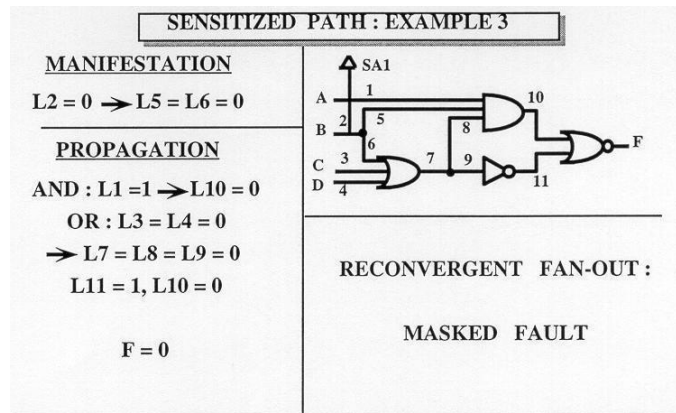 SENSITIZED PATH : EXAMPLE 3
MANIFESTATION
L2 = 0 → L5 = L6 = 0
PROPAGATION
AND : L1 =1 → L10 = 0
OR : L3 = L4 = 0
→ L7 = L8 = L9 = 0
L11 = 1, L10 = 0
F = 0
SA1
A 1 10
2 5
B 8 F
6
C 3 7 9
D 4 11
RECONVERGENT FAN-OUT :
MASKED FAULT